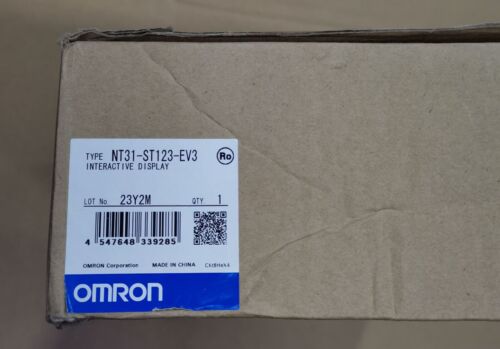 TYPE NT31-ST123-EV3 Ro
INTERACTIVE DISPLAY
LOT No. 23Y2M QTY 1
4 547648 339285
OMRON Corporation MADE IN CHINA
OMRON